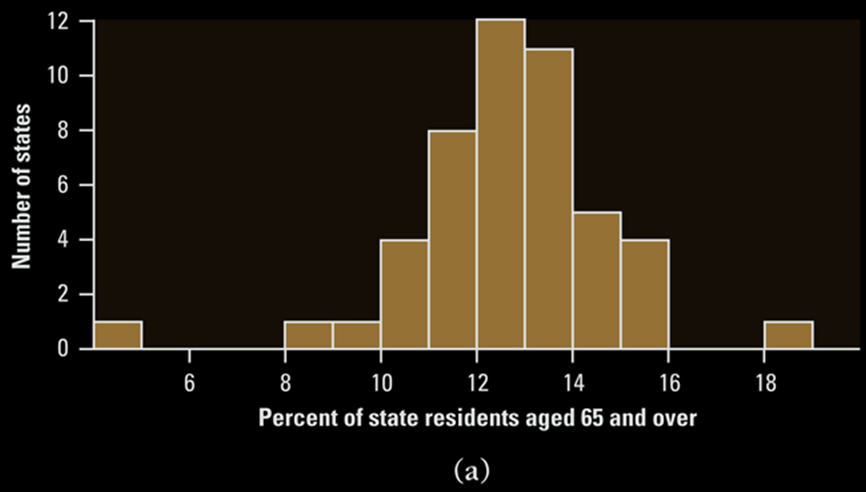 12
10
8
6
4
2
0
Number of states
6 8 10 12 14 16 18
Percent of state residents aged 65 and over
(a)